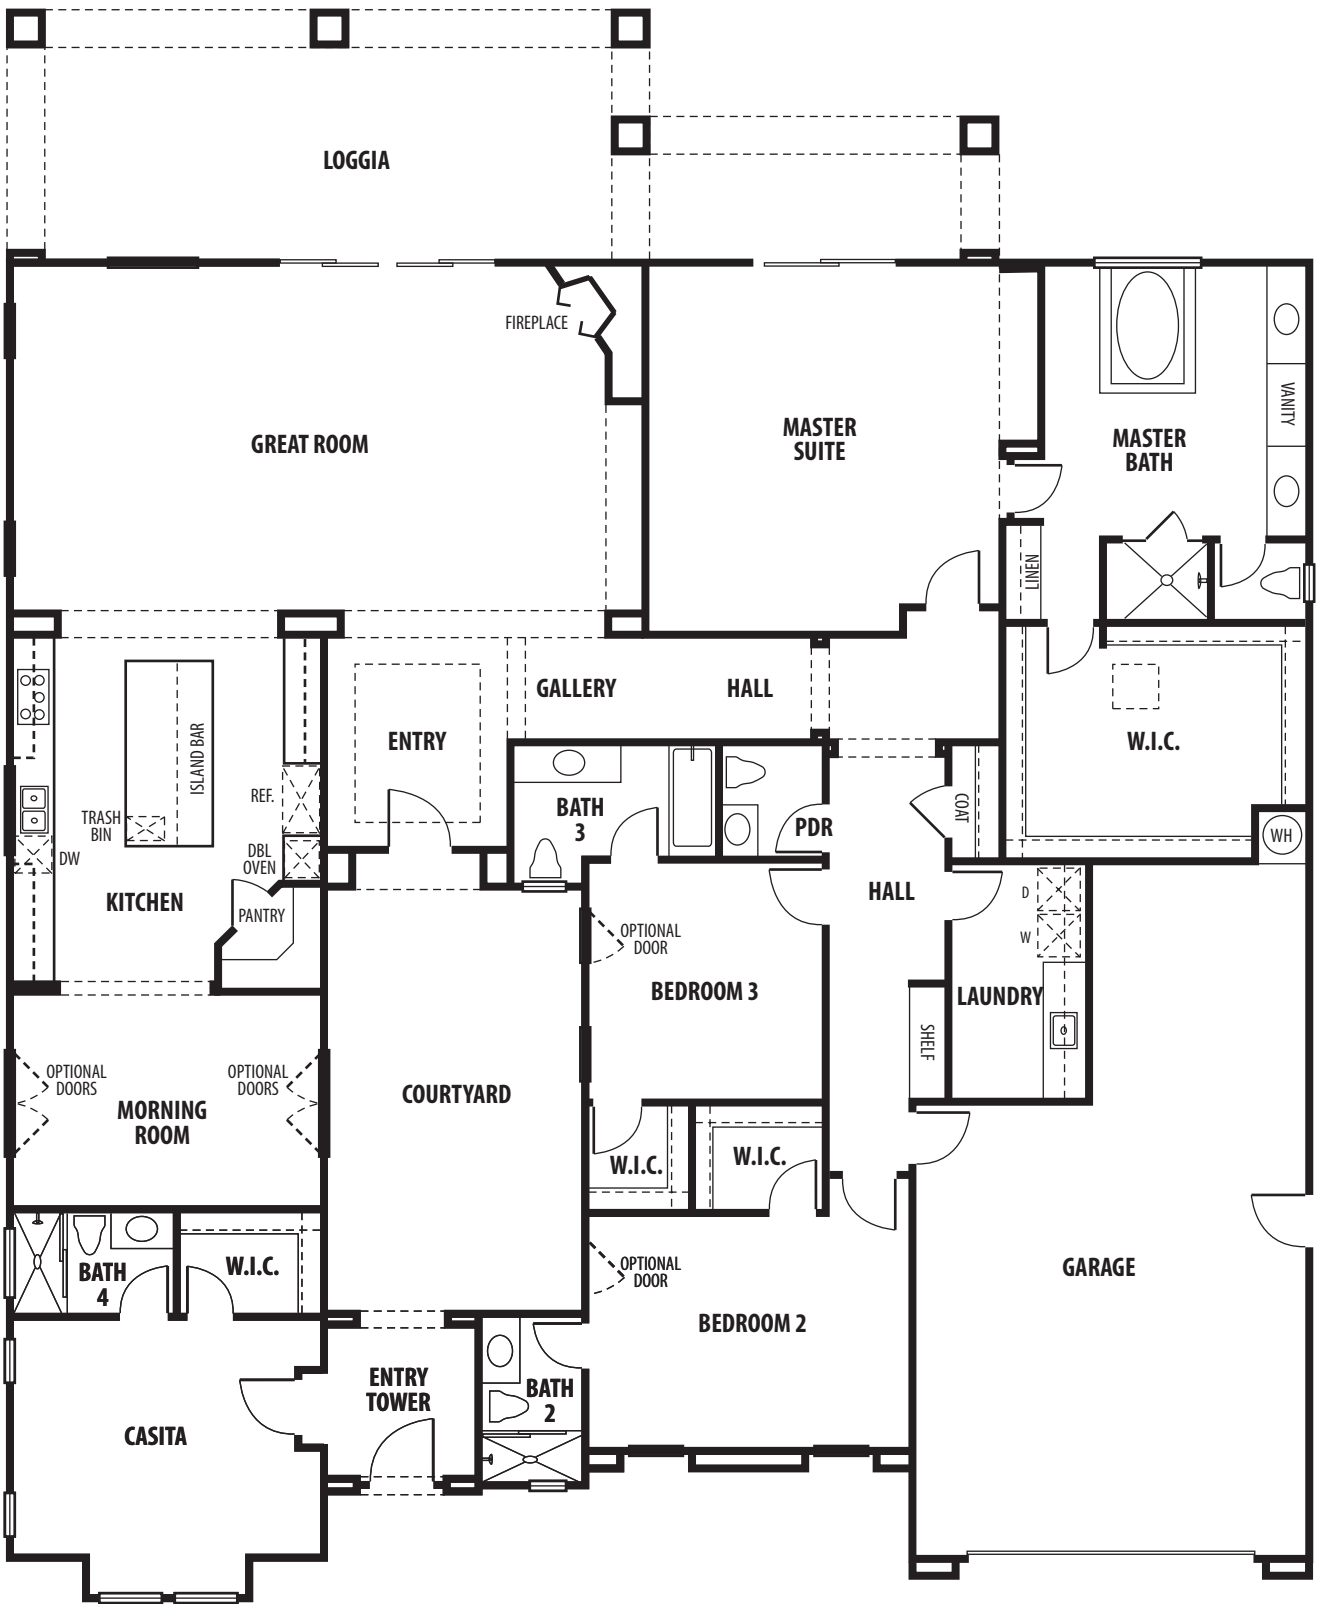 LOGGIA
FIREPLACE
GREAT ROOM
MASTER
SUITE
MASTER
BATH
VANITY
LINEN
GALLERY
HALL
ENTRY
W.I.C.
ISLAND BAR
REF.
TRASH
BIN
DW
DBL
OVEN
KITCHEN
PANTRY
BATH
3
PDR
COAT
WH
HALL
D
W
OPTIONAL
DOOR
BEDROOM 3
LAUNDRY
SHELF
OPTIONAL
DOORS
OPTIONAL
DOORS
MORNING
ROOM
COURTYARD
W.I.C.
W.I.C.
BATH
4
W.I.C.
OPTIONAL
DOOR
BEDROOM 2
GARAGE
ENTRY
TOWER
BATH
2
CASITA